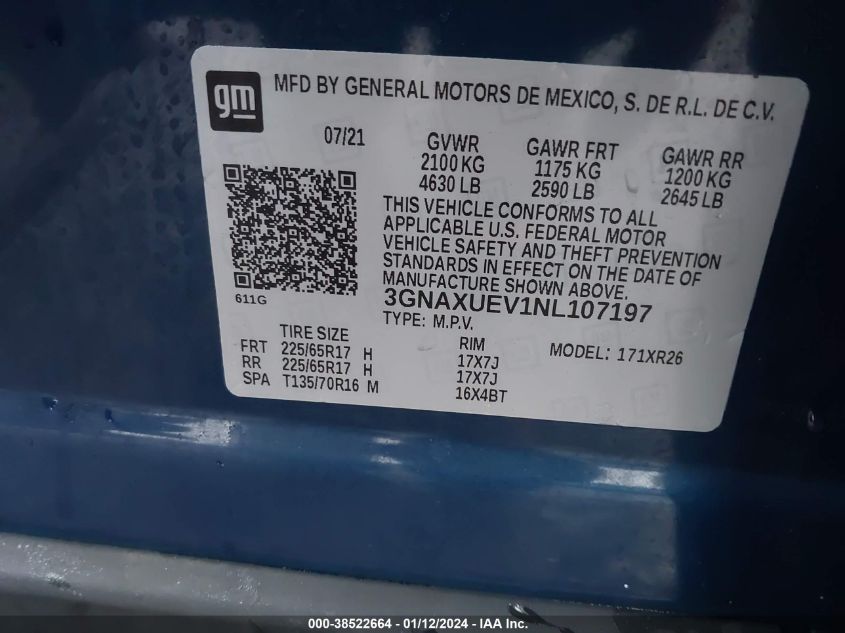 gm
MFD BY GENERAL MOTORS DE MEXICO, S. DE R.L. DE C.V.
07/21 GVWR GAWR FRT GAWR RR
2100 KG 1175 KG 1200 KG
4630 LB 2590 LB 2645 LB
THIS VEHICLE CONFORMS TO ALL
APPLICABLE U.S. FEDERAL MOTOR
VEHICLE SAFETY AND THEFT PREVENTION
STANDARDS IN EFFECT ON THE DATE OF
MANUFACTURE SHOWN ABOVE.
611G
3GNAXUEV1NL107197
TYPE: M.P.V.
TIRE SIZE RIM MODEL: 171XR26
FRT 225/65R17 H 17X7J
RR 225/65R17 H 17X7J
SPA T135/70R16 M 16X4BT
000-38522664 - 01/12/2024 - IAA, Inc.